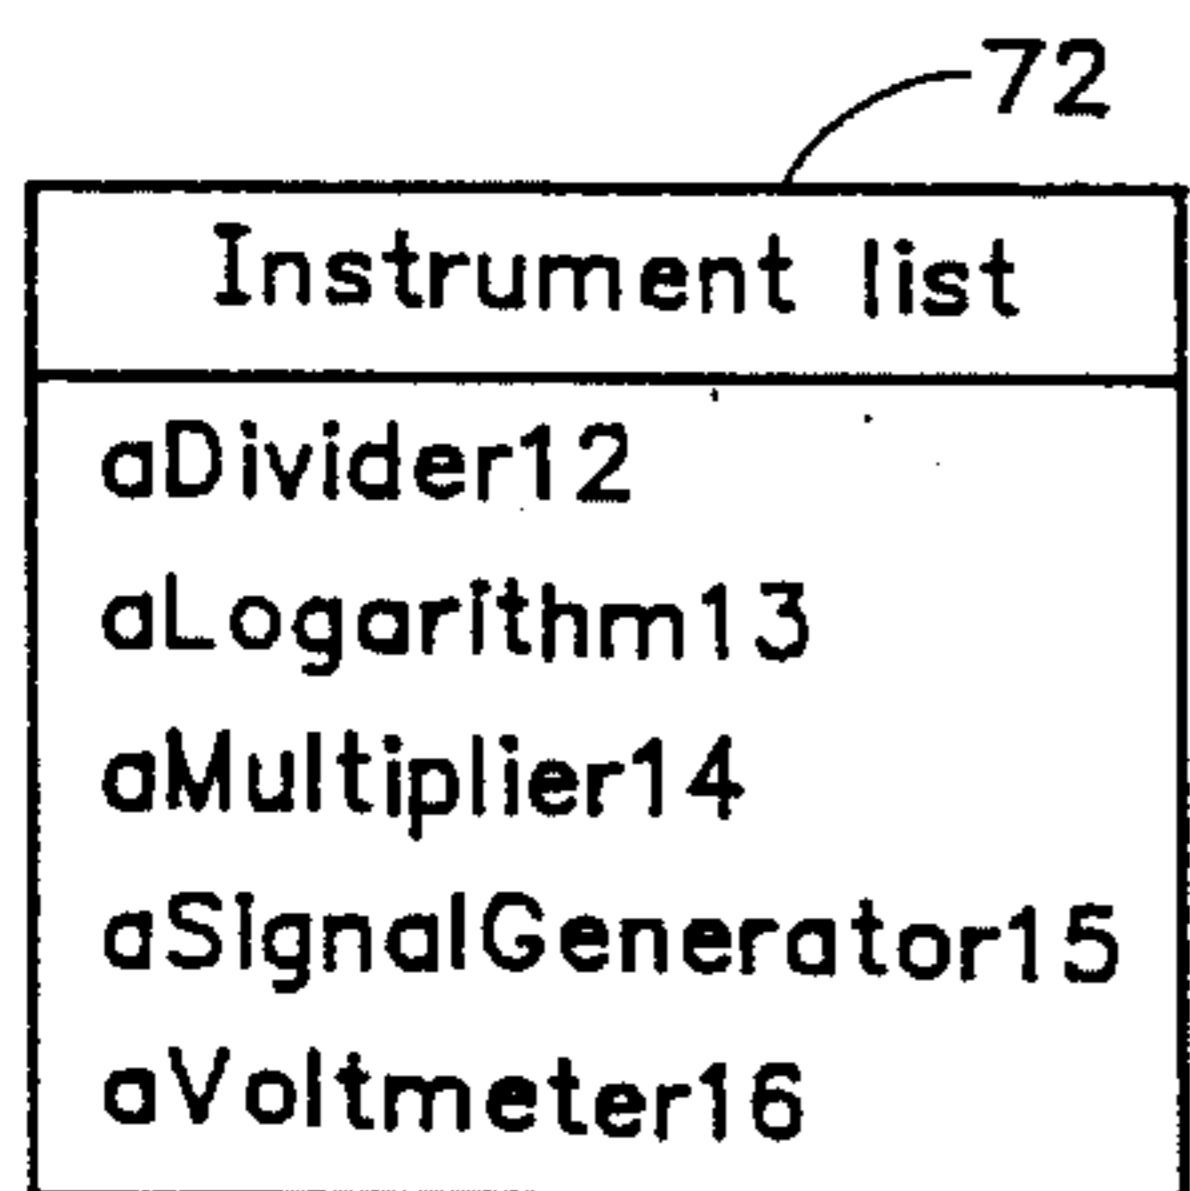 72
Instrument list
aDivider12
aLogarithm13
aMultiplier14
aSignalGenerator15
aVoltmeter16